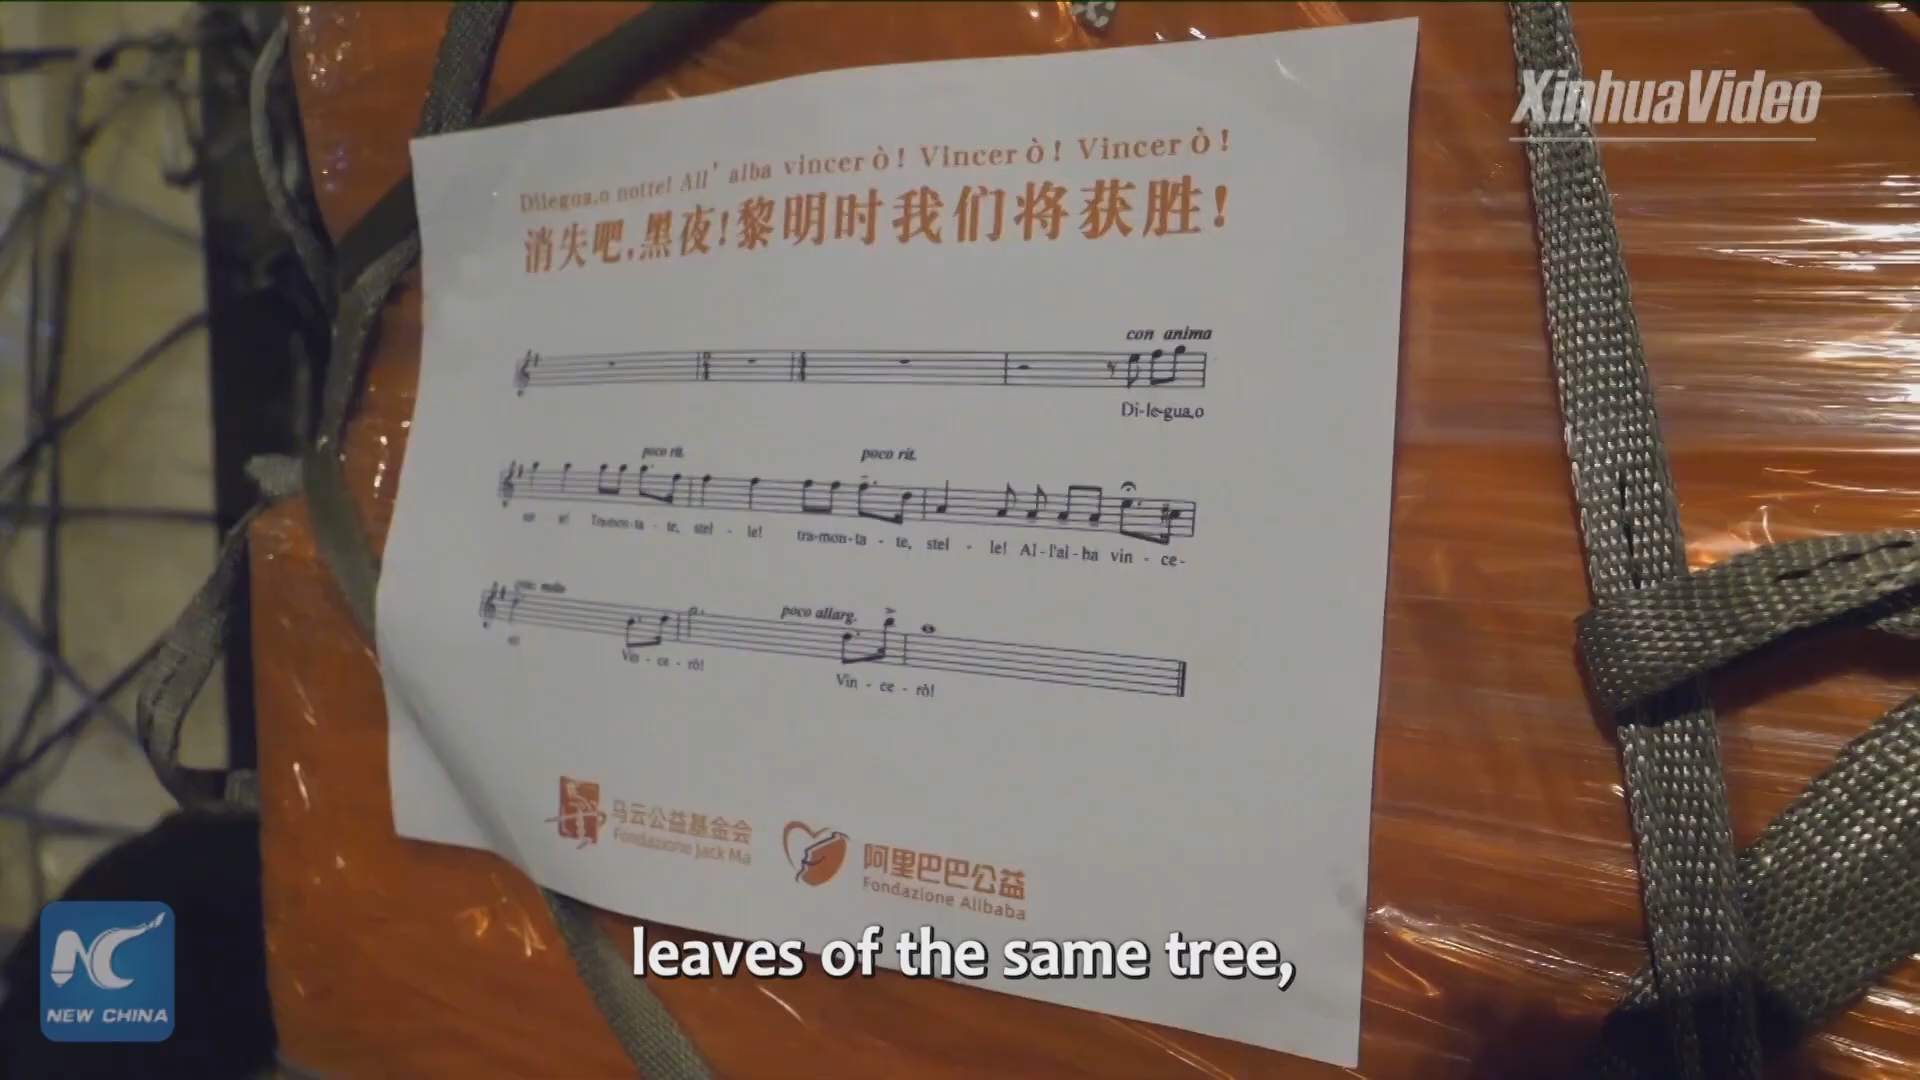 XinhuaVideo
Dilegua,o notte! All' alba vincer ò! Vincer ò! Vincer ò!
消失吧,黑夜!黎明时我们将获胜!
con anima
Di-le-gua,o
poco rit. poco rit.
Tra-mon-ta - te, stel - le! tra-mon-ta - te, stel - le! Al-l'al-ba vin - ce-
poco allarg.
Vin - ce - rò! Vin - ce - rò!
马云公益基金会
Fondazione Jack Ma
阿里巴巴公益
Fondazione Alibaba
leaves of the same tree,
NEW CHINA